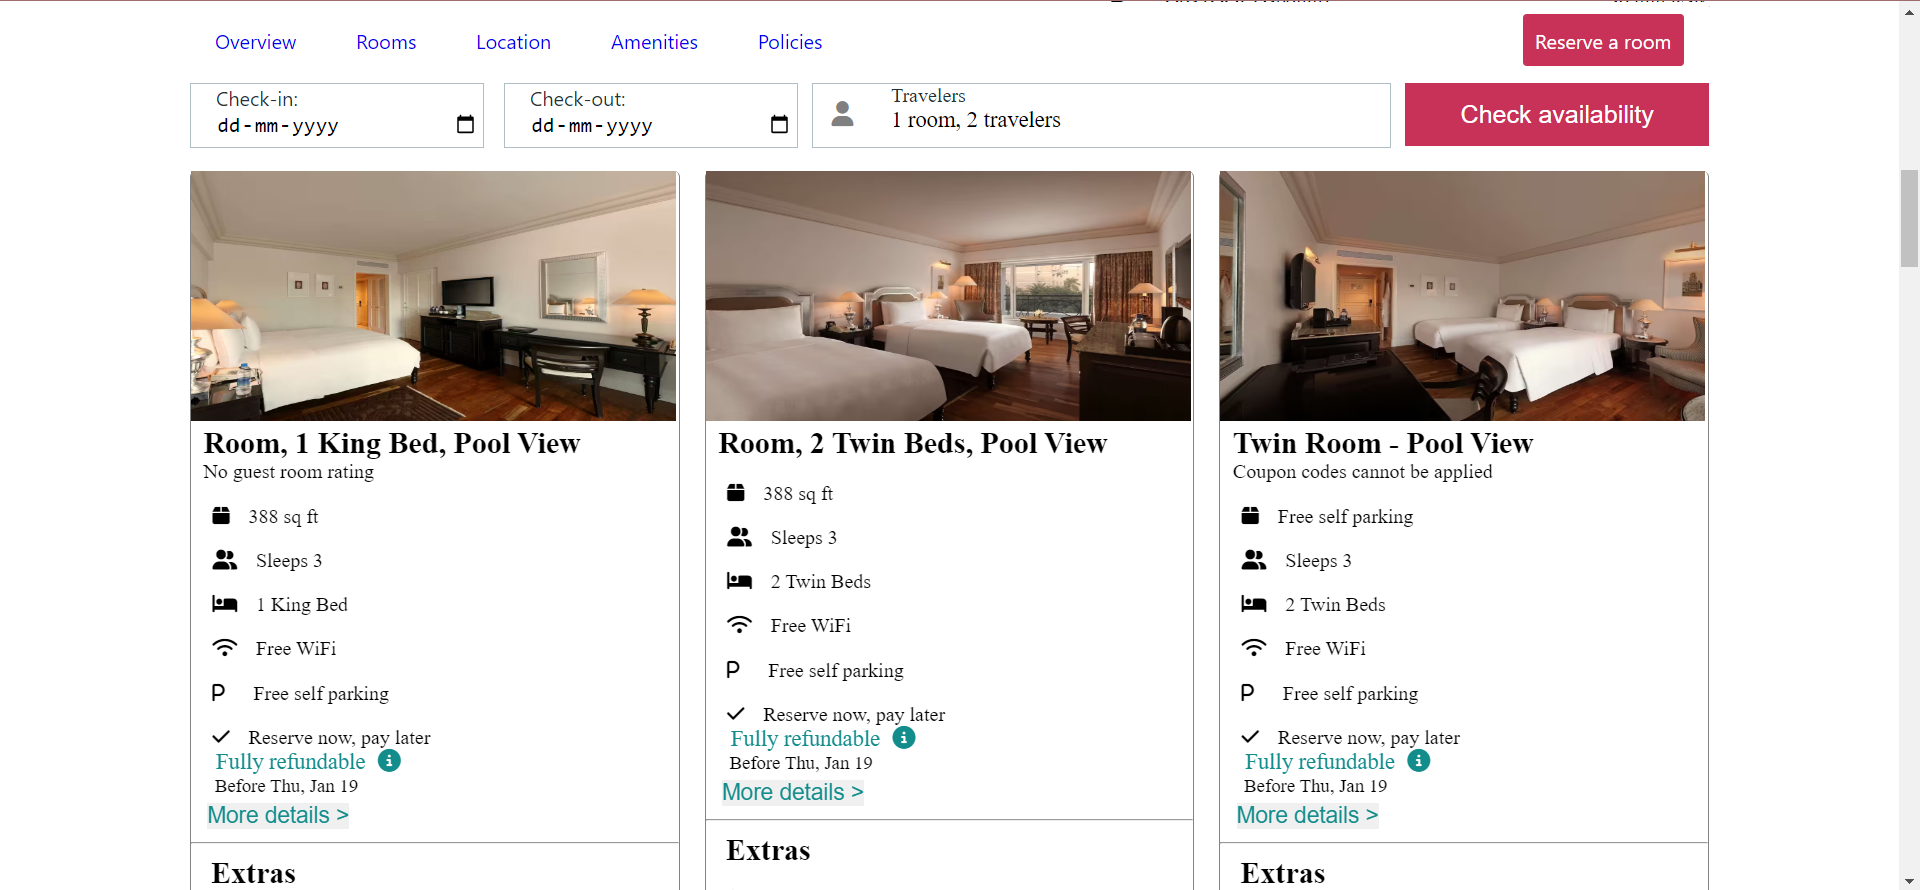 Overview Rooms Location Amenities Policies
Reserve a room
Check-in:
dd-mm-yyyy
Check-out:
dd-mm-yyyy
Travelers
1 room, 2 travelers
Check availability
Room, 1 King Bed, Pool View
No guest room rating
388 sq ft
Sleeps 3
1 King Bed
Free WiFi
P Free self parking
Reserve now, pay later
Fully refundable
Before Thu, Jan 19
More details >
Extras
Room, 2 Twin Beds, Pool View
388 sq ft
Sleeps 3
2 Twin Beds
Free WiFi
P Free self parking
Reserve now, pay later
Fully refundable
Before Thu, Jan 19
More details >
Extras
Twin Room - Pool View
Coupon codes cannot be applied
Free self parking
Sleeps 3
2 Twin Beds
Free WiFi
P Free self parking
Reserve now, pay later
Fully refundable
Before Thu, Jan 19
More details >
Extras